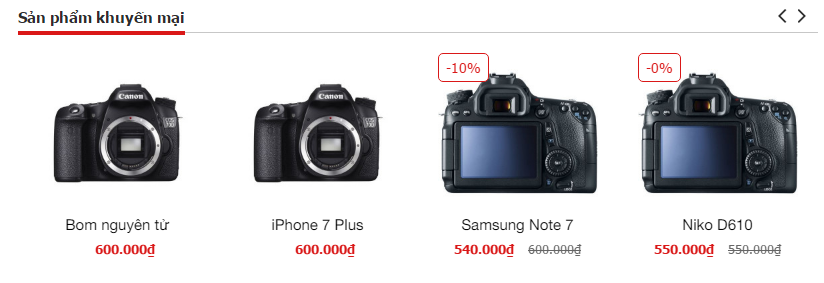 Sản phẩm khuyến mại
-10%
-0%
Canon
Canon
Bom nguyên tử
iPhone 7 Plus
Samsung Note 7
Niko D610
600.000₫
600.000₫
540.000₫ 600.000₫
550.000₫ 550.000₫